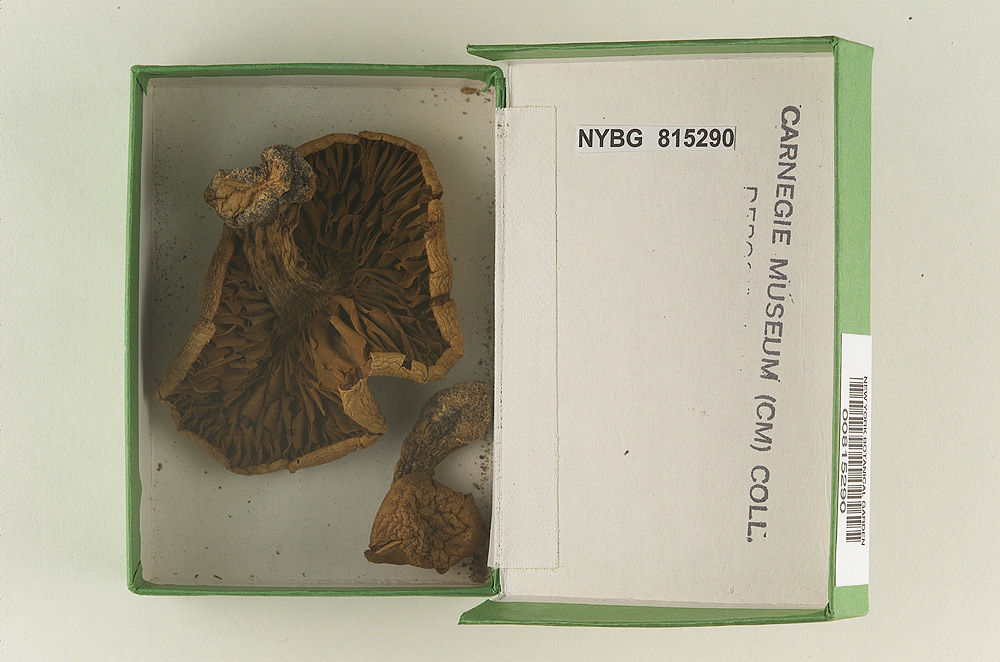 NYBG 815290
CARNEGIE MUSEUM (CM) COLL.
NEW YORK BOTANICAL GARDEN
00815290